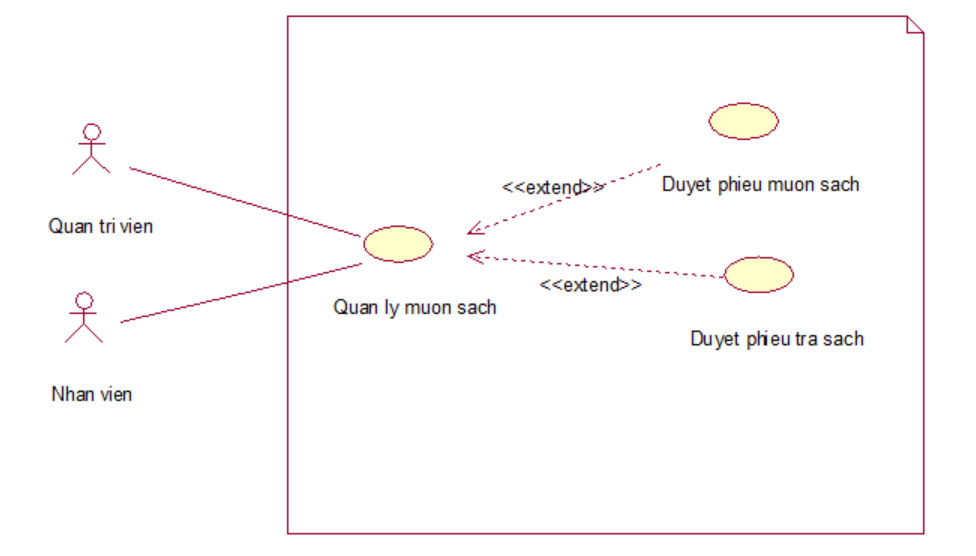 <<extend>>
Duyet phieu muon sach
Quan tri vien
Quan ly muon sach
<<extend>>
Duyet phieu tra sach
Nhan vien